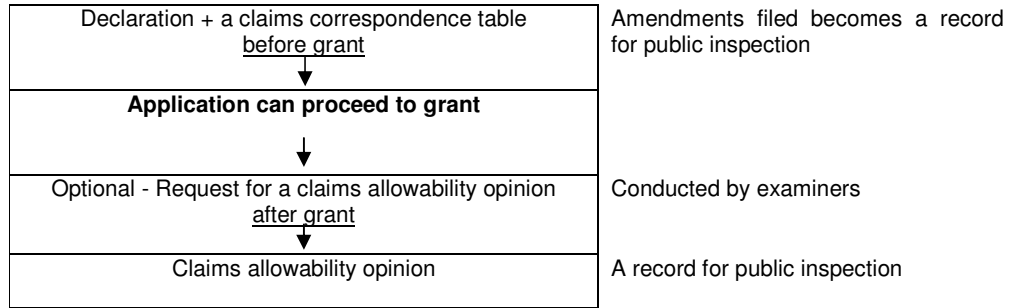 Declaration + a claims correspondence table
before grant
Amendments filed becomes a record
for public inspection
Application can proceed to grant
Optional - Request for a claims allowability opinion
after grant
Conducted by examiners
Claims allowability opinion
A record for public inspection